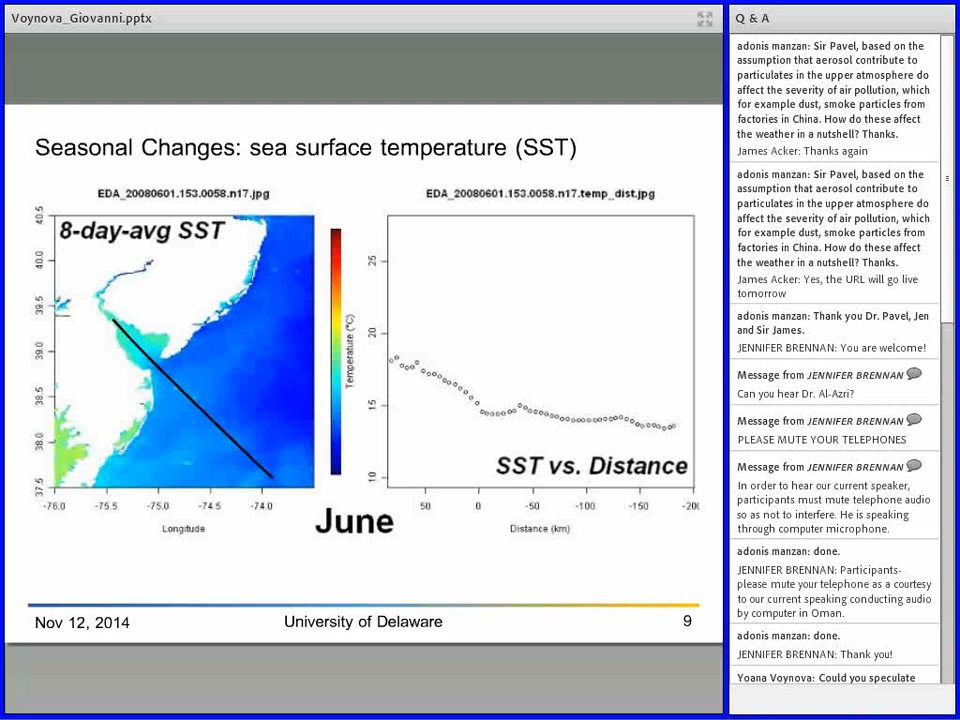 Voynova_Giovanni.pptx
Seasonal Changes: sea surface temperature (SST)
EDA_20080601.153.0058.n17.jpg
8-day-avg SST
40.5
40.0
39.5
39.0
38.5
38.0
37.5
-76.0 -75.5 -75.0 -74.5 -74.0
Longitude
Temperature (°C)
EDA_20080601.153.0058.n17.temp_dist.jpg
25
20
15
10
SST vs. Distance
50 0 -50 -100 -150 -200
Distance (km)
June
Nov 12, 2014 University of Delaware 9
Q & A
adonis manzan: Sir Pavel, based on the
assumption that aerosol contribute to
particulates in the upper atmosphere do
affect the severity of air pollution, which
for example dust, smoke particles from
factories in China. How do these affect
the weather in a nutshell? Thanks.
James Acker: Thanks again
adonis manzan: Sir Pavel, based on the
assumption that aerosol contribute to
particulates in the upper atmosphere do
affect the severity of air pollution, which
for example dust, smoke particles from
factories in China. How do these affect
the weather in a nutshell? Thanks.
James Acker: Yes, the URL will go live
tomorrow
adonis manzan: Thank you Dr. Pavel, Jen
and Sir James.
JENNIFER BRENNAN: You are welcome!
Message from JENNIFER BRENNAN
Can you hear Dr. Al-Azri?
Message from JENNIFER BRENNAN
PLEASE MUTE YOUR TELEPHONES
Message from JENNIFER BRENNAN
In order to hear our current speaker,
participants must mute telephone audio
so as not to interfere. He is speaking
through computer microphone.
adonis manzan: done.
JENNIFER BRENNAN: Participants-
please mute your telephone as a courtesy
to our current speaking conducting audio
by computer in Oman.
adonis manzan: done.
JENNIFER BRENNAN: Thank you!
Yoana Voynova: Could you speculate